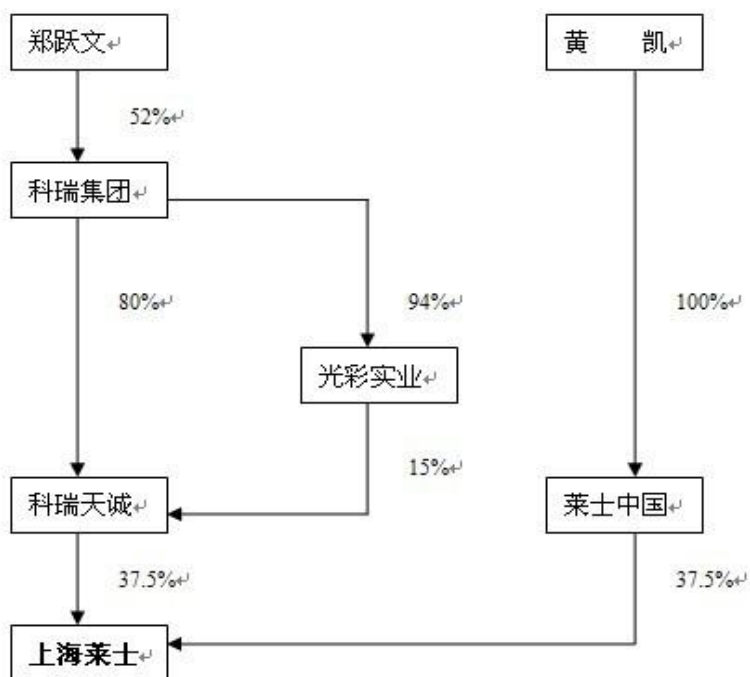 郑跃文
黄 凯
52%
科瑞集团
80%
94%
100%
光彩实业
15%
科瑞天诚
莱士中国
37.5%
37.5%
上海莱士